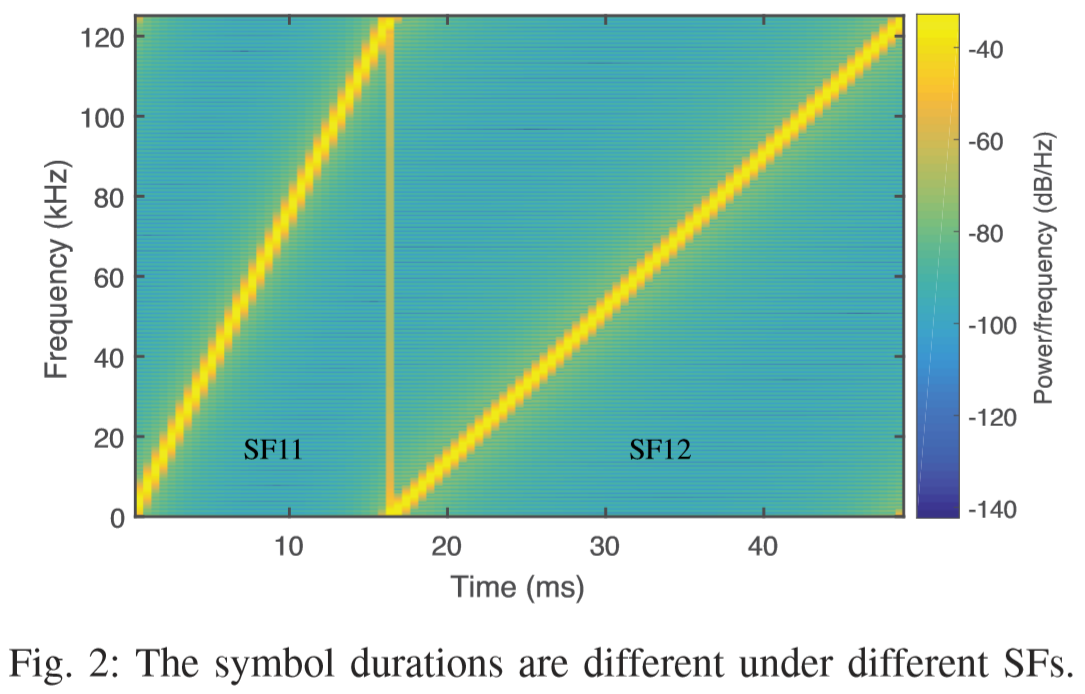 120
100
80
60
40
20
0
Frequency (kHz)
SF11
SF12
10
20
30
40
Time (ms)
-40
-60
-80
-100
-120
-140
Power/frequency (dB/Hz)
Fig. 2: The symbol durations are different under different SFs.